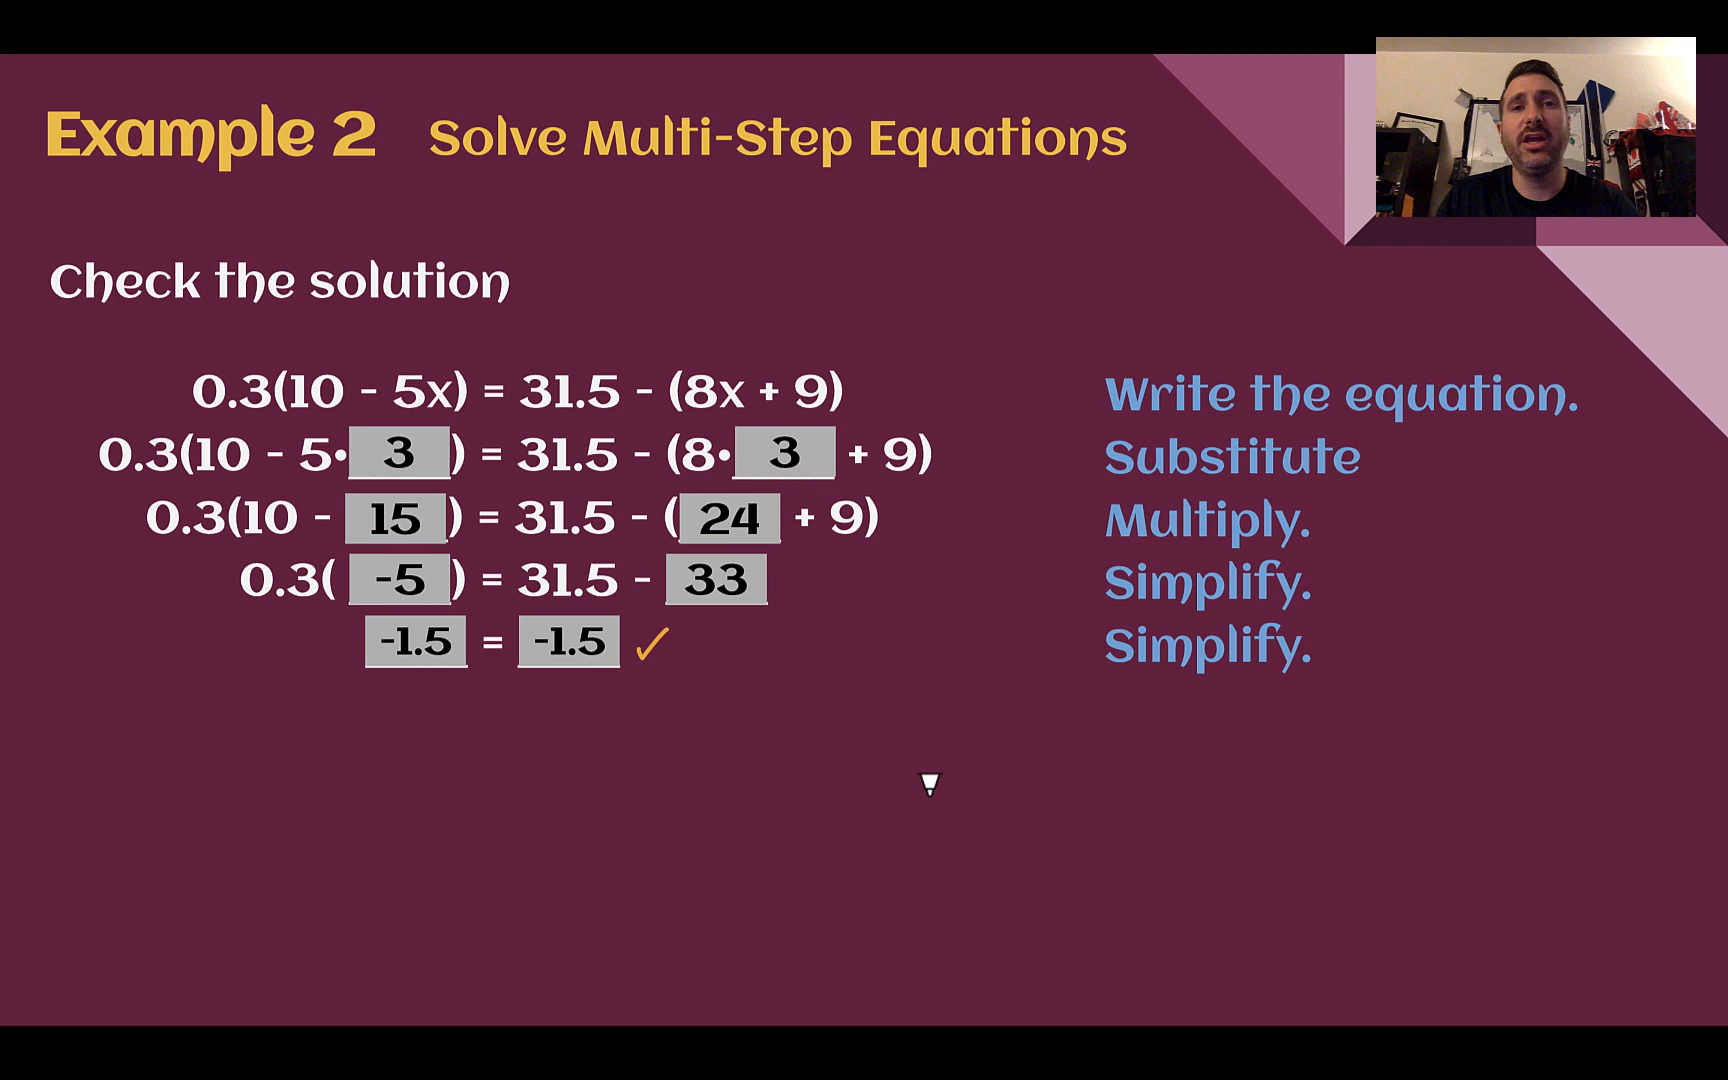 Example 2 Solve Multi-Step Equations
Check the solution
0.3(10 - 5x) = 31.5 - (8x + 9) Write the equation.
0.3(10 - 5·3) = 31.5 - (8·3 + 9) Substitute
0.3(10 - 15) = 31.5 - (24 + 9) Multiply.
0.3( -5 ) = 31.5 - 33 Simplify.
-1.5 = -1.5 ✓ Simplify.